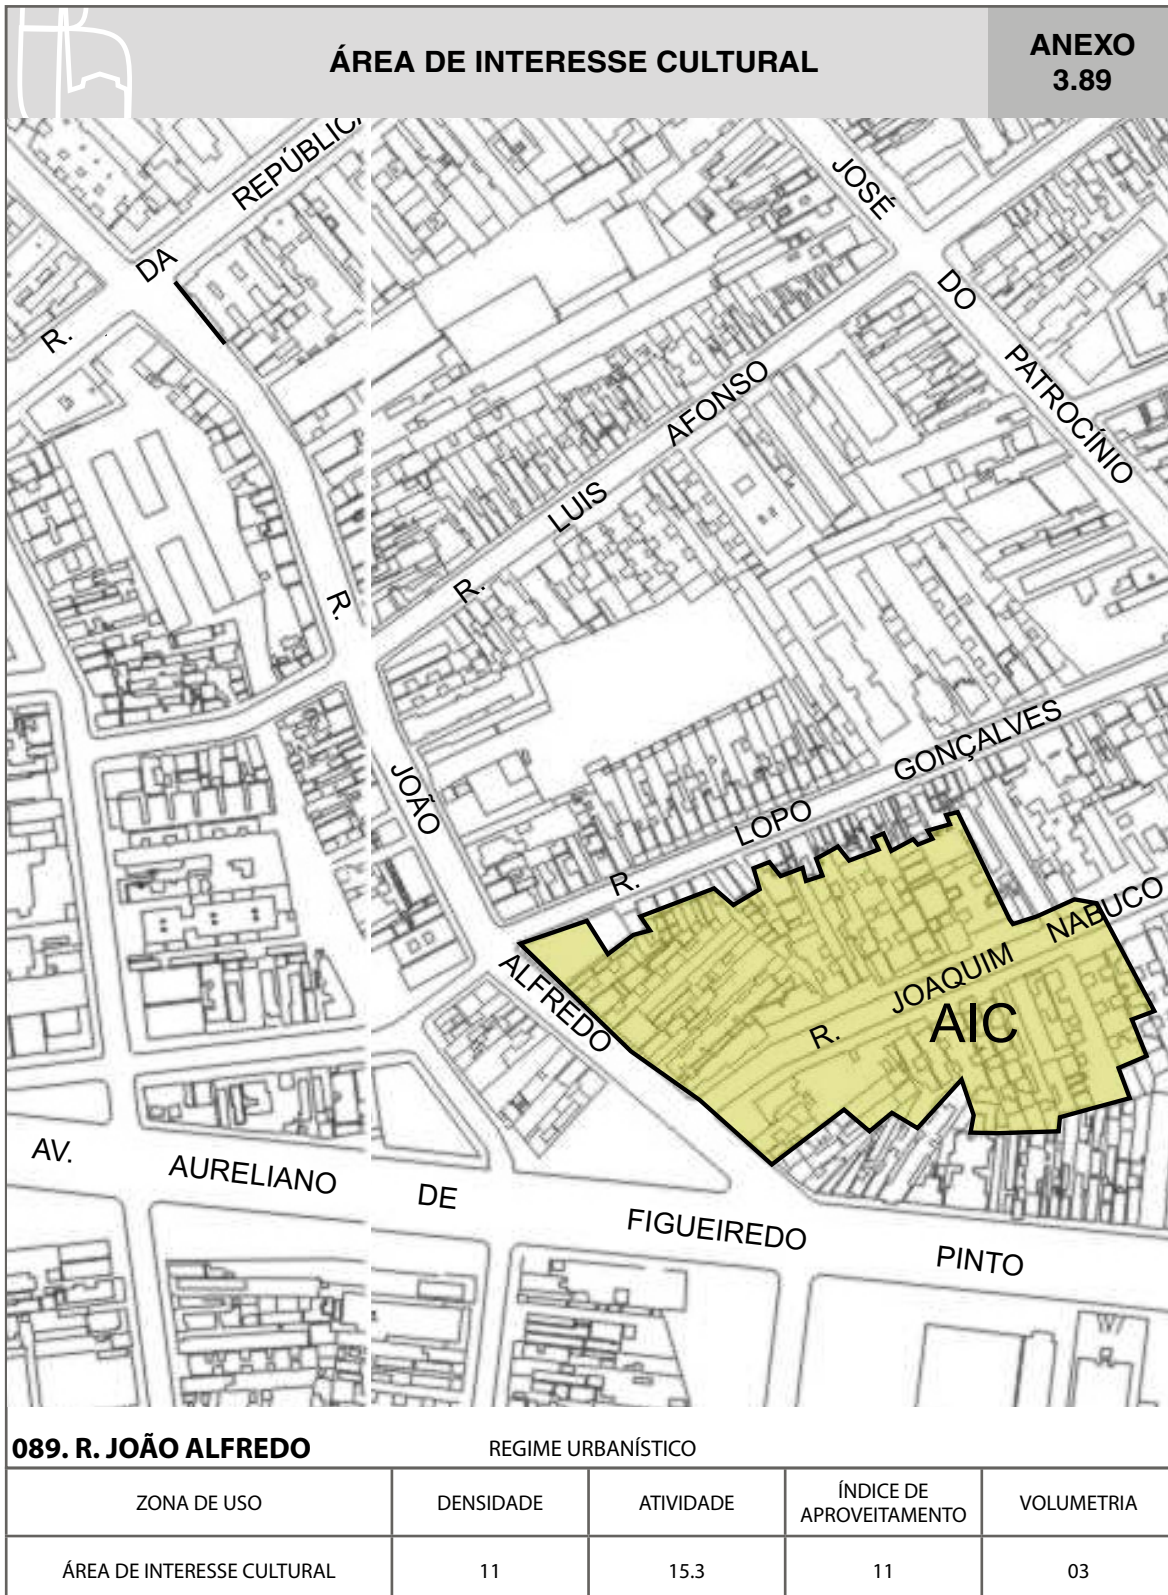 ÁREA DE INTERESSE CULTURAL
ANEXO
3.89
R. DA REPÚBLICA
JOSÉ DO PATROCÍNIO
R. LUIS AFONSO
R. JOÃO ALFREDO
R. LOPO GONÇALVES
R. JOAQUIM NABUCO
AIC
AV. AURELIANO DE FIGUEIREDO PINTO
089. R. JOÃO ALFREDO
REGIME URBANÍSTICO
ZONA DE USO
DENSIDADE
ATIVIDADE
ÍNDICE DE
APROVEITAMENTO
VOLUMETRIA
ÁREA DE INTERESSE CULTURAL
11
15.3
11
03